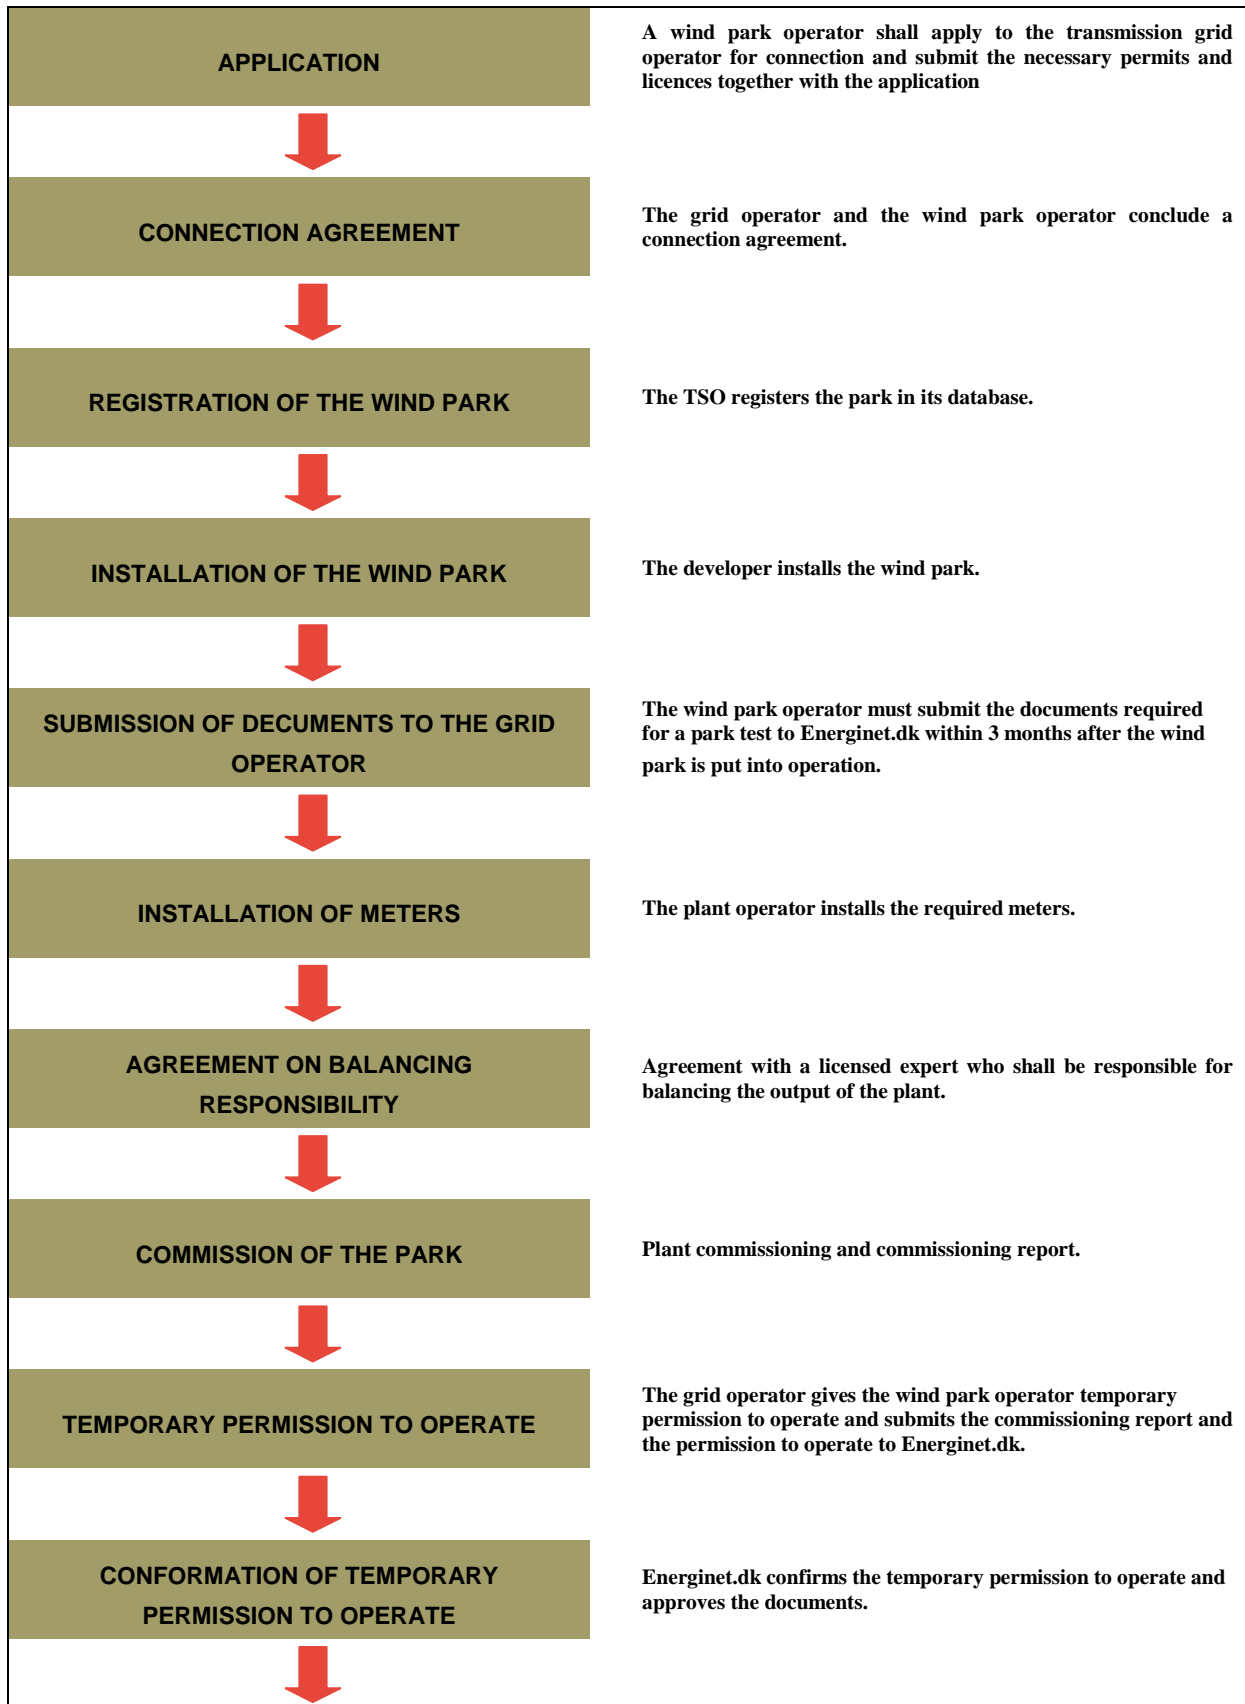 APPLICATION
A wind park operator shall apply to the transmission grid
operator for connection and submit the necessary permits and
licences together with the application
CONNECTION AGREEMENT
The grid operator and the wind park operator conclude a
connection agreement.
REGISTRATION OF THE WIND PARK
The TSO registers the park in its database.
INSTALLATION OF THE WIND PARK
The developer installs the wind park.
SUBMISSION OF DECUMENTS TO THE GRID
OPERATOR
The wind park operator must submit the documents required
for a park test to Energinet.dk within 3 months after the wind
park is put into operation.
INSTALLATION OF METERS
The plant operator installs the required meters.
AGREEMENT ON BALANCING
RESPONSIBILITY
Agreement with a licensed expert who shall be responsible for
balancing the output of the plant.
COMMISSION OF THE PARK
Plant commissioning and commissioning report.
TEMPORARY PERMISSION TO OPERATE
The grid operator gives the wind park operator temporary
permission to operate and submits the commissioning report and
the permission to operate to Energinet.dk.
CONFORMATION OF TEMPORARY
PERMISSION TO OPERATE
Energinet.dk confirms the temporary permission to operate and
approves the documents.